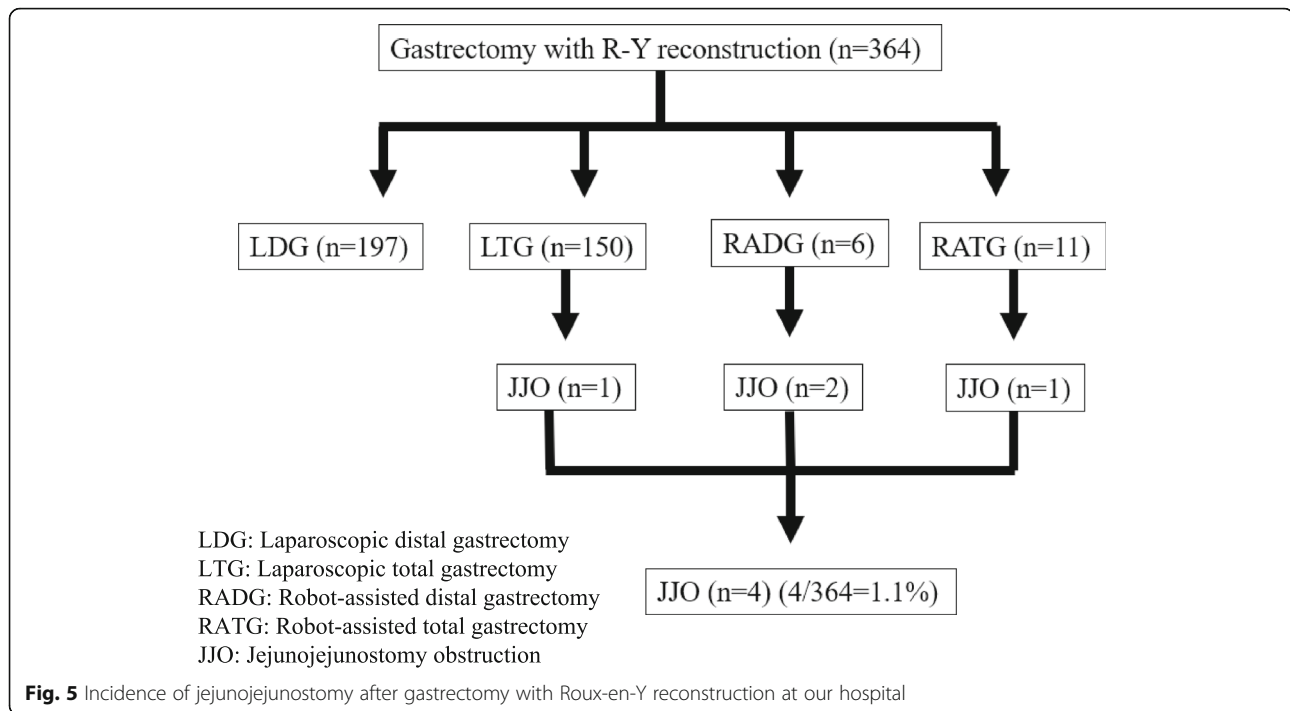 Gastrectomy with R-Y reconstruction (n=364)
LDG (n=197)
LTG (n=150)
RADG (n=6)
RATG (n=11)
JJO (n=1)
JJO (n=2)
JJO (n=1)
LDG: Laparoscopic distal gastrectomy
LTG: Laparoscopic total gastrectomy
RADG: Robot-assisted distal gastrectomy
RATG: Robot-assisted total gastrectomy
JJO: Jejunojejunostomy obstruction
JJO (n=4) (4/364=1.1%)
Fig. 5 Incidence of jejunojejunostomy after gastrectomy with Roux-en-Y reconstruction at our hospital